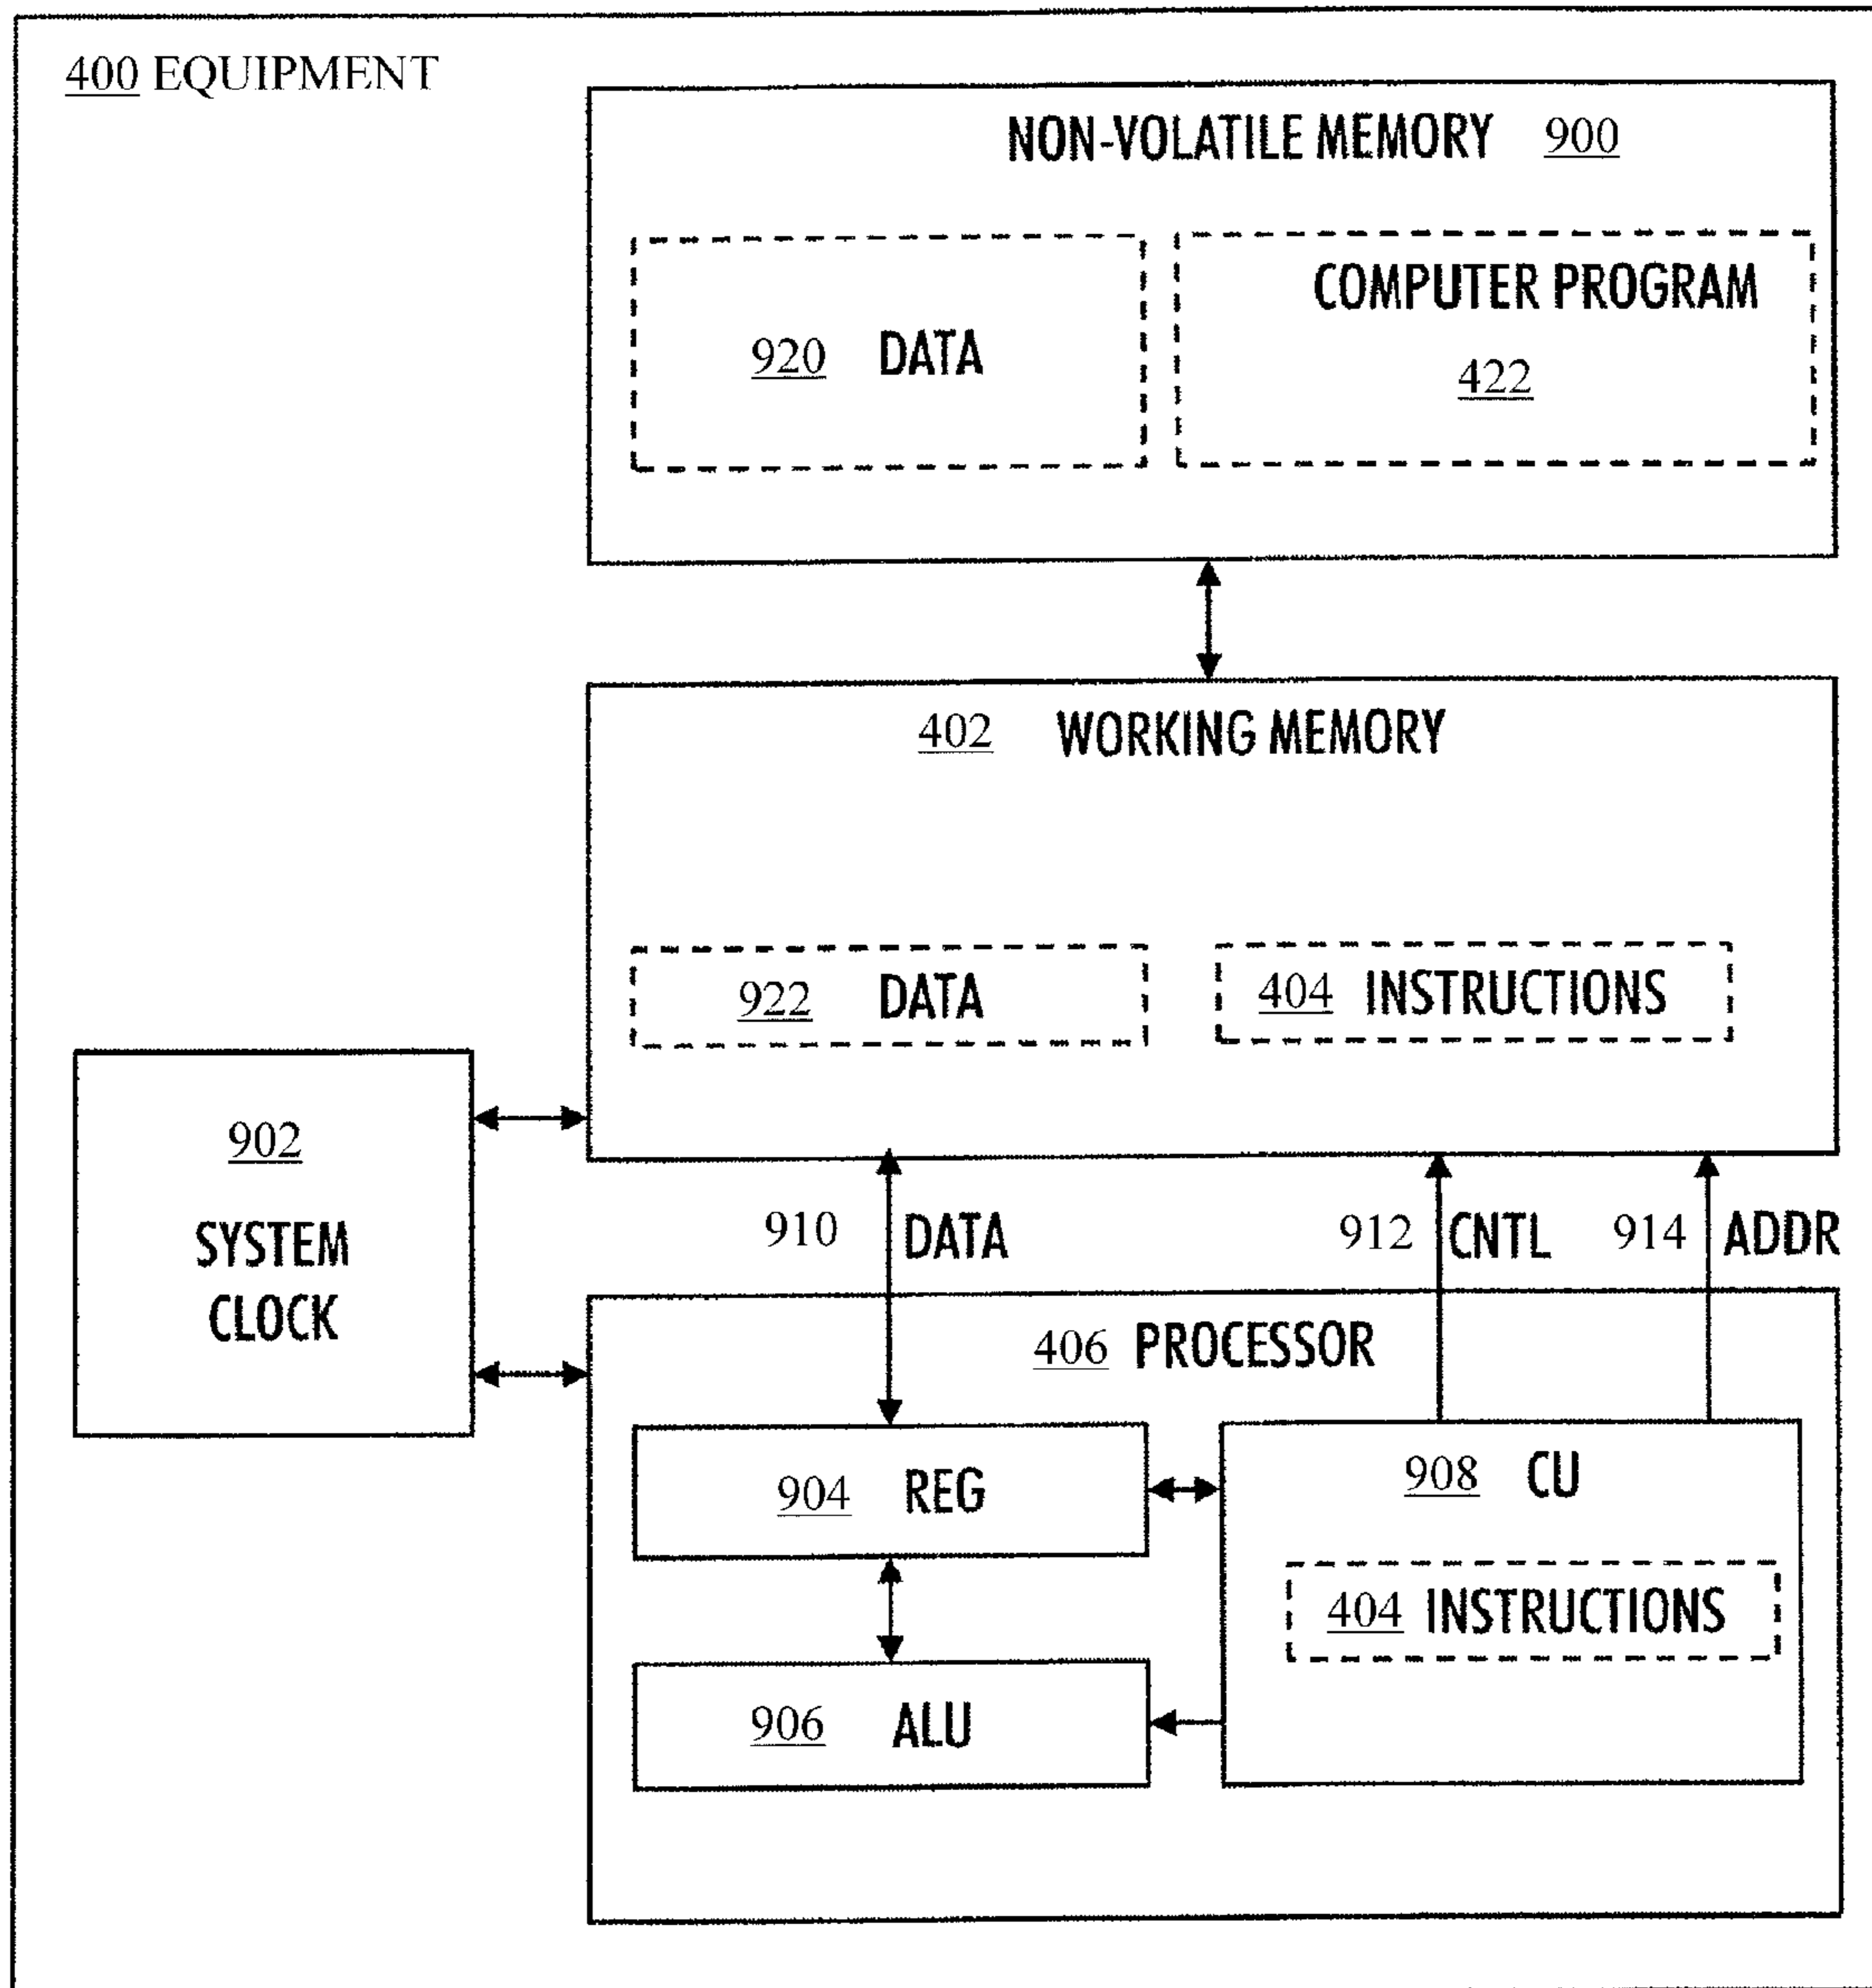 400 EQUIPMENT
NON-VOLATILE MEMORY 900
920 DATA
COMPUTER PROGRAM
422
402 WORKING MEMORY
922 DATA
404 INSTRUCTIONS
902
SYSTEM
CLOCK
910 DATA
912 CNTL
914 ADDR
406 PROCESSOR
904 REG
908 CU
404 INSTRUCTIONS
906 ALU